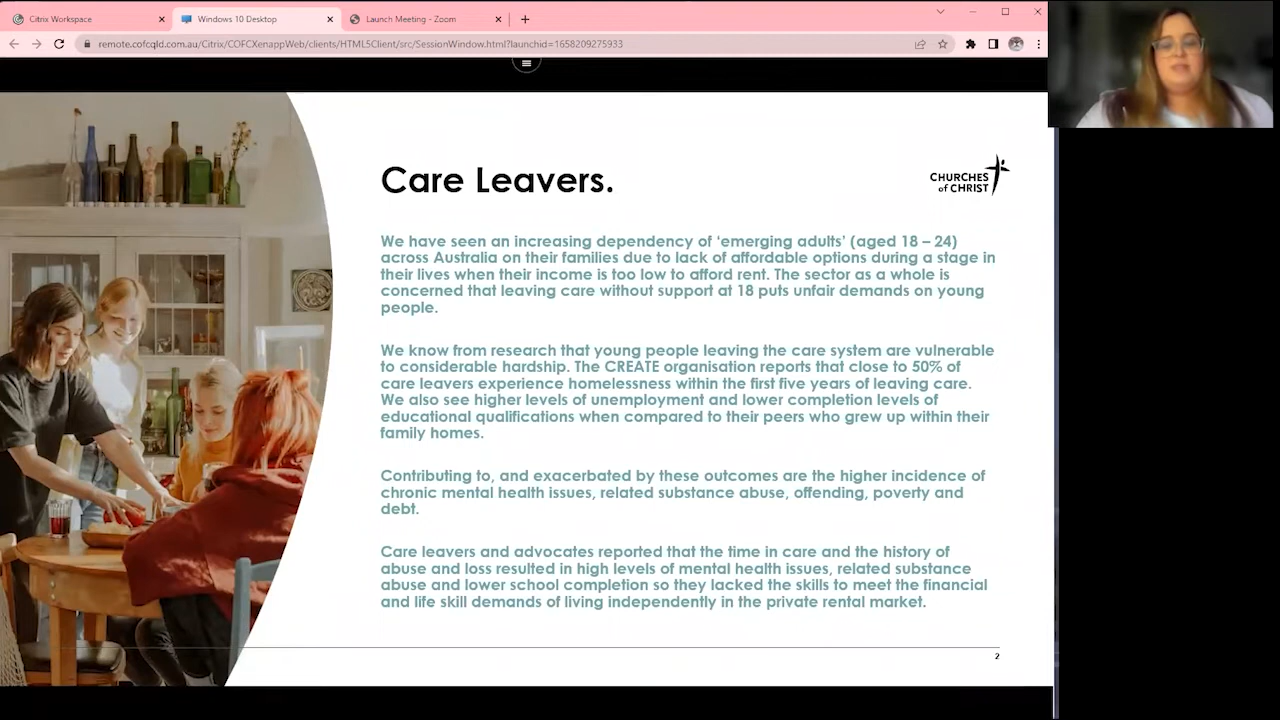 Citrix Workspace
Windows 10 Desktop
Launch Meeting - Zoom
remote.cofcqld.com.au/Citrix/COFCXenappWeb/clients/HTML5Client/src/SessionWindow.html?launchid=1658209275933
Care Leavers.
CHURCHES
of CHRIST
We have seen an increasing dependency of ‘emerging adults’ (aged 18 – 24)
across Australia on their families due to lack of affordable options during a stage in
their lives when their income is too low to afford rent. The sector as a whole is
concerned that leaving care without support at 18 puts unfair demands on young
people.
We know from research that young people leaving the care system are vulnerable
to considerable hardship. The CREATE organisation reports that close to 50% of
care leavers experience homelessness within the first five years of leaving care.
We also see higher levels of unemployment and lower completion levels of
educational qualifications when compared to their peers who grew up within their
family homes.
Contributing to, and exacerbated by these outcomes are the higher incidence of
chronic mental health issues, related substance abuse, offending, poverty and
debt.
Care leavers and advocates reported that the time in care and the history of
abuse and loss resulted in high levels of mental health issues, related substance
abuse and lower school completion so they lacked the skills to meet the financial
and life skill demands of living independently in the private rental market.
2